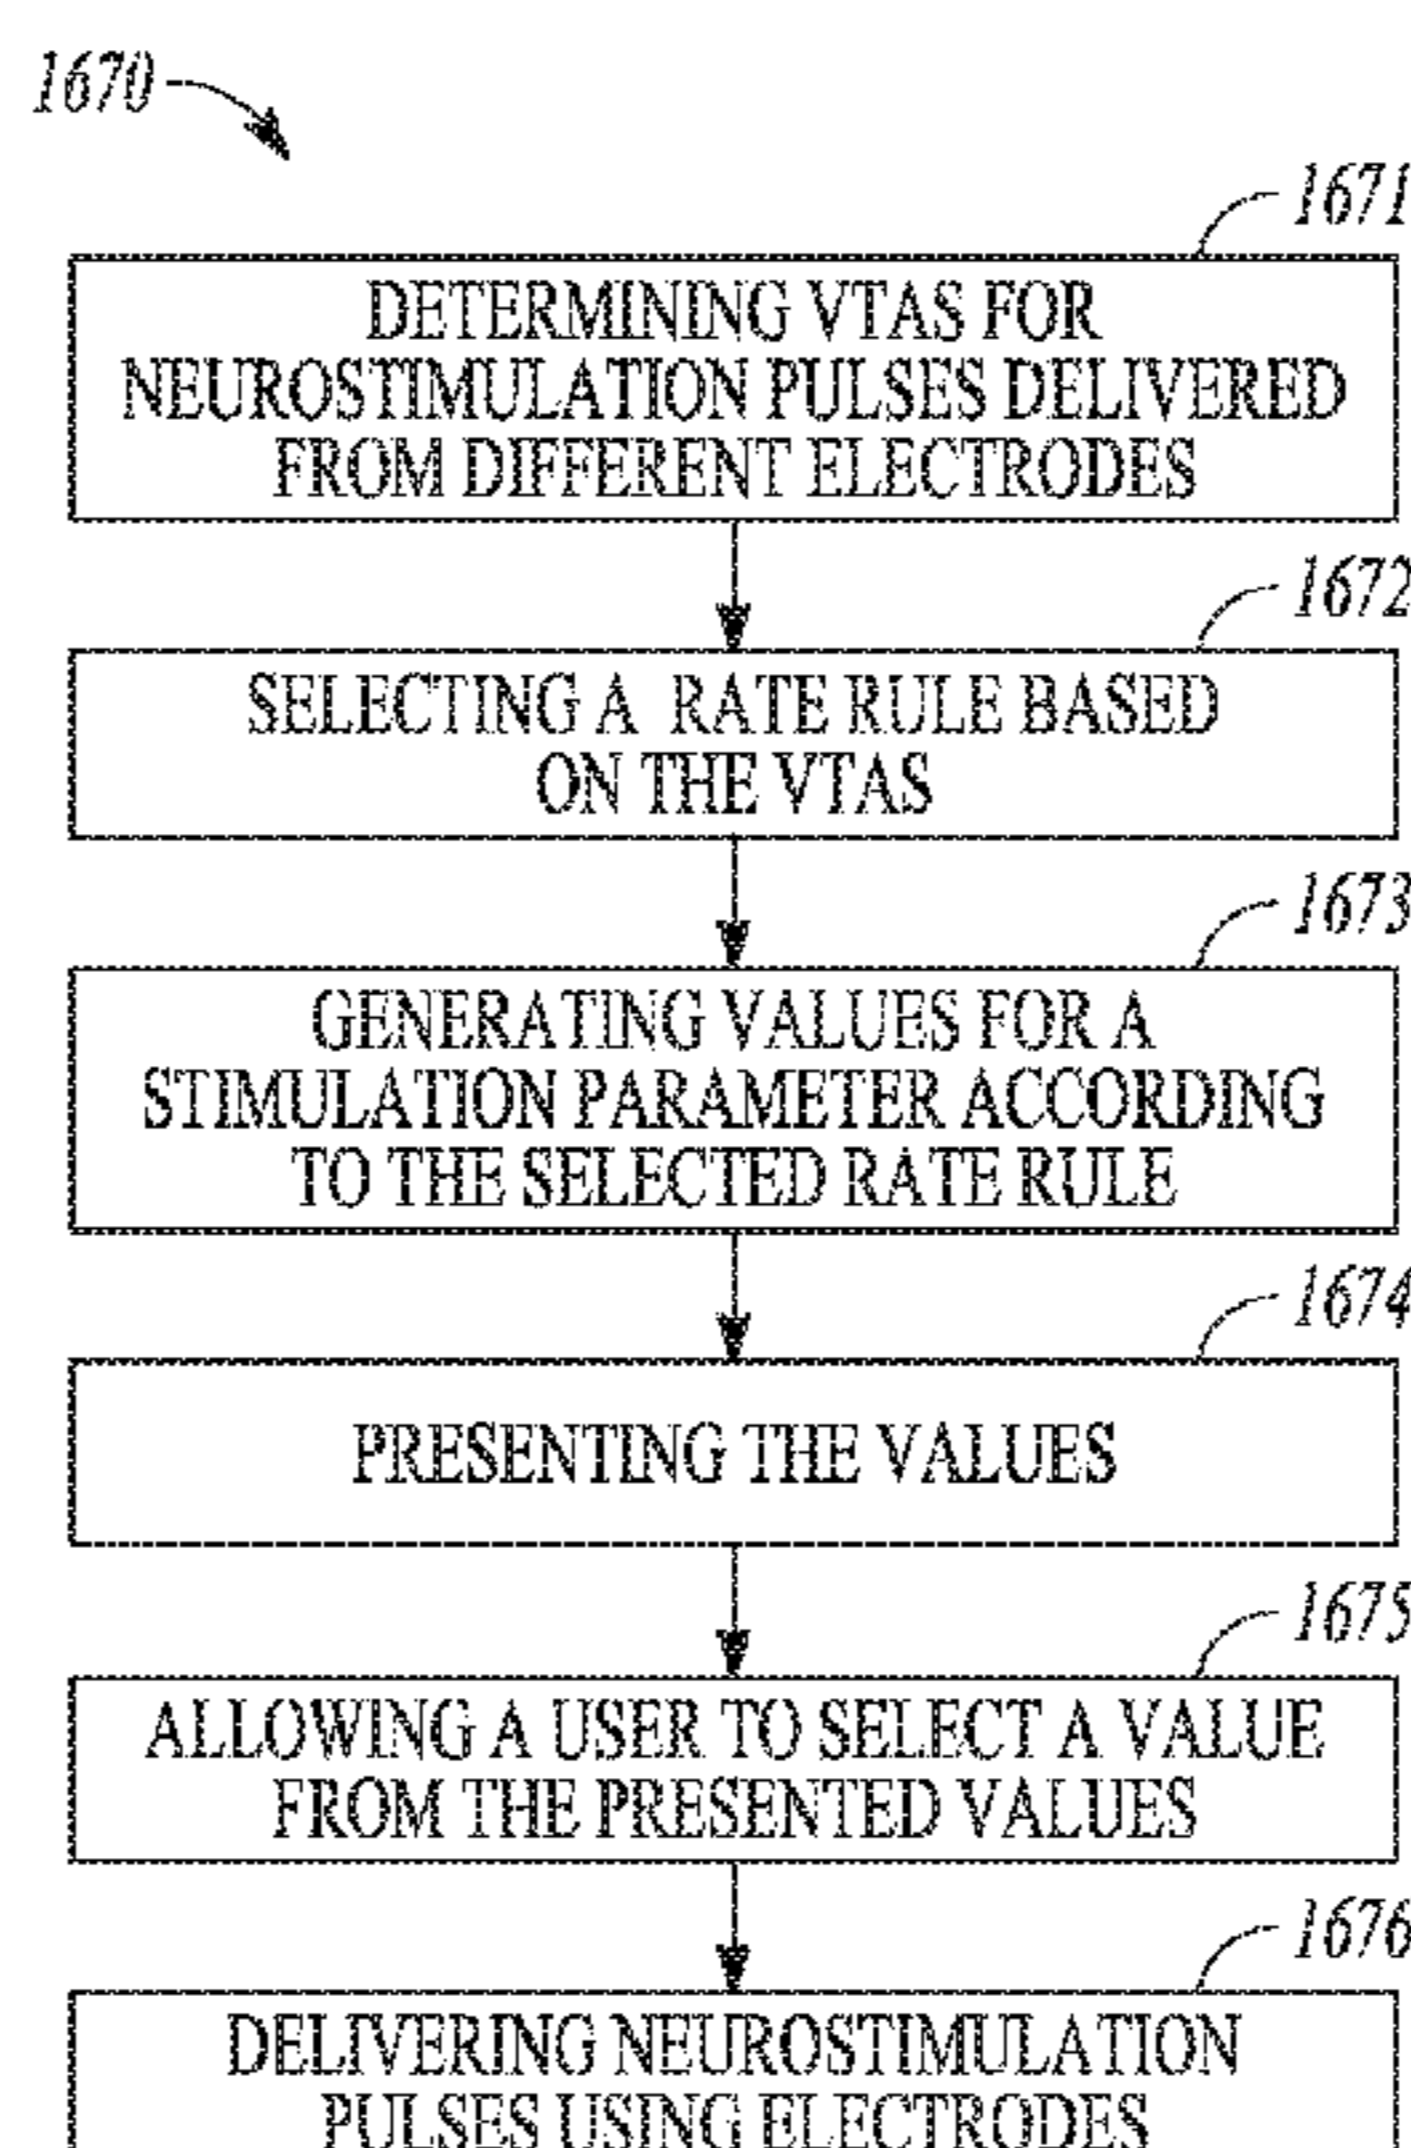 1670
1671
DETERMINING VTAS FOR
NEUROSTIMULATION PULSES DELIVERED
FROM DIFFERENT ELECTRODES
1672
SELECTING A RATE RULE BASED
ON THE VTAS
1673
GENERATING VALUES FOR A
STIMULATION PARAMETER ACCORDING
TO THE SELECTED RATE RULE
1674
PRESENTING THE VALUES
1675
ALLOWING A USER TO SELECT A VALUE
FROM THE PRESENTED VALUES
1676
DELIVERING NEUROSTIMULATION
PULSES USING ELECTRODES